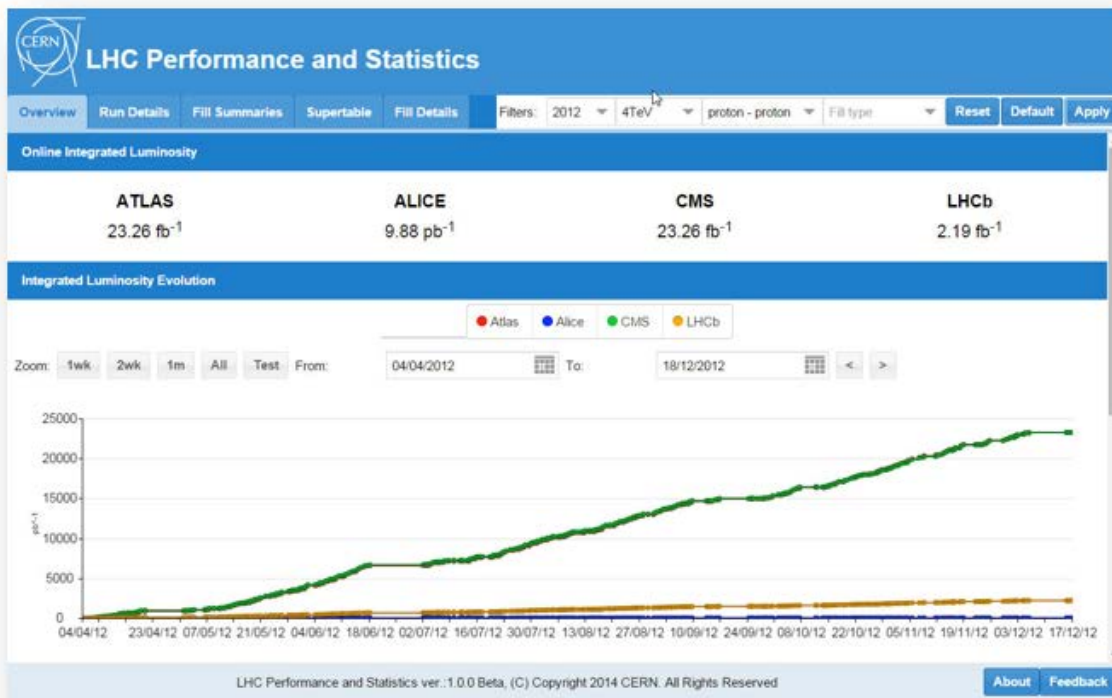 CERN
LHC Performance and Statistics
Overview Run Details Fill Summaries Supertable Fill Details Filters: 2012 4TeV proton - proton Fill type Reset Default Apply
Online Integrated Luminosity
ATLAS ALICE CMS LHCb
23.26 fb⁻¹ 9.88 pb⁻¹ 23.26 fb⁻¹ 2.19 fb⁻¹
Integrated Luminosity Evolution
Atlas Alice CMS LHCb
Zoom: 1wk 2wk 1m All Test From: 04/04/2012 To: 18/12/2012 < >
25000
20000
15000
10000
5000
0
pb^-1
04/04/12 23/04/12 07/05/12 21/05/12 04/06/12 18/06/12 02/07/12 16/07/12 30/07/12 13/08/12 27/08/12 10/09/12 24/09/12 08/10/12 22/10/12 05/11/12 19/11/12 03/12/12 17/12/12
LHC Performance and Statistics ver.:1.0.0 Beta, (C) Copyright 2014 CERN. All Rights Reserved About Feedback